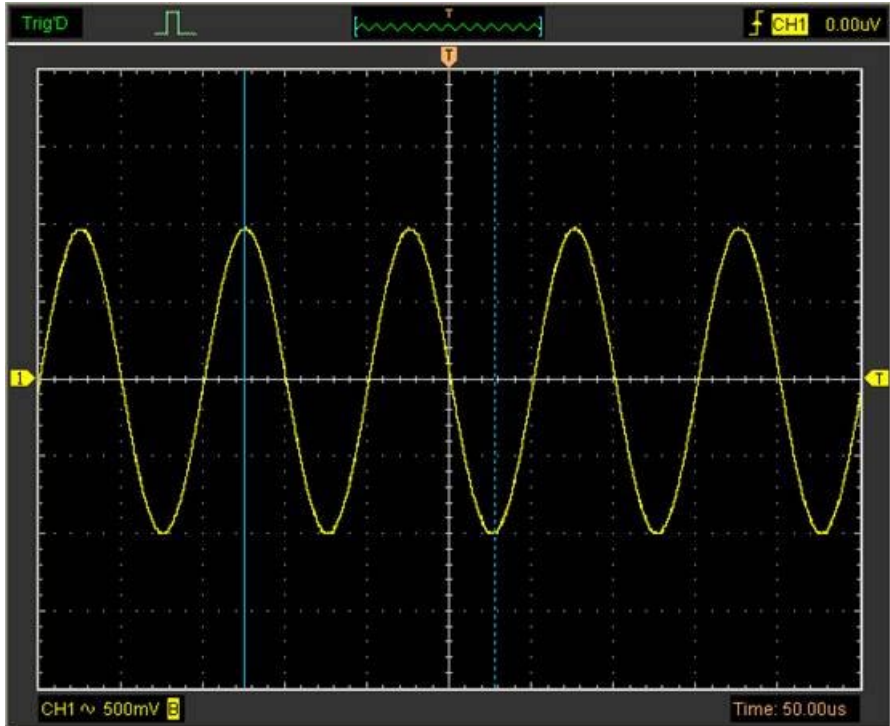 Trig'D
T
CH1 0.00uV
T
1
T
CH1 ∿ 500mV B
Time: 50.00us